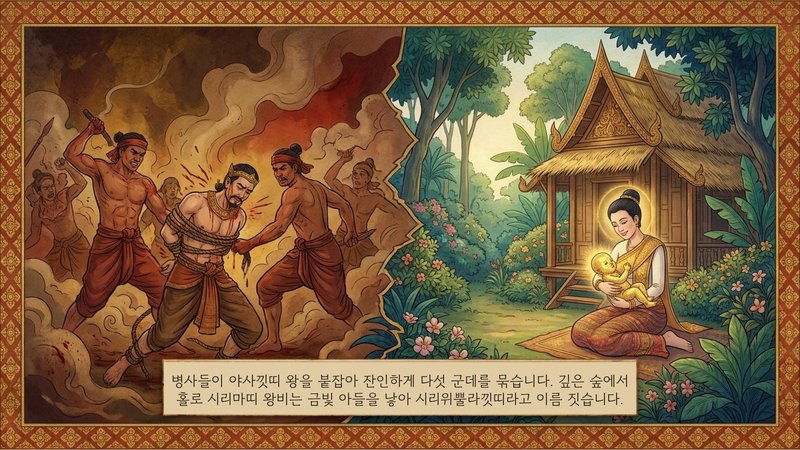 병사들이 야사낏띠 왕을 붙잡아 잔인하게 다섯 군데를 묶습니다. 깊은 숲에서
홀로 시리마띠 왕비는 금빛 아들을 낳아 시리위뿔라낏띠라고 이름 짓습니다.